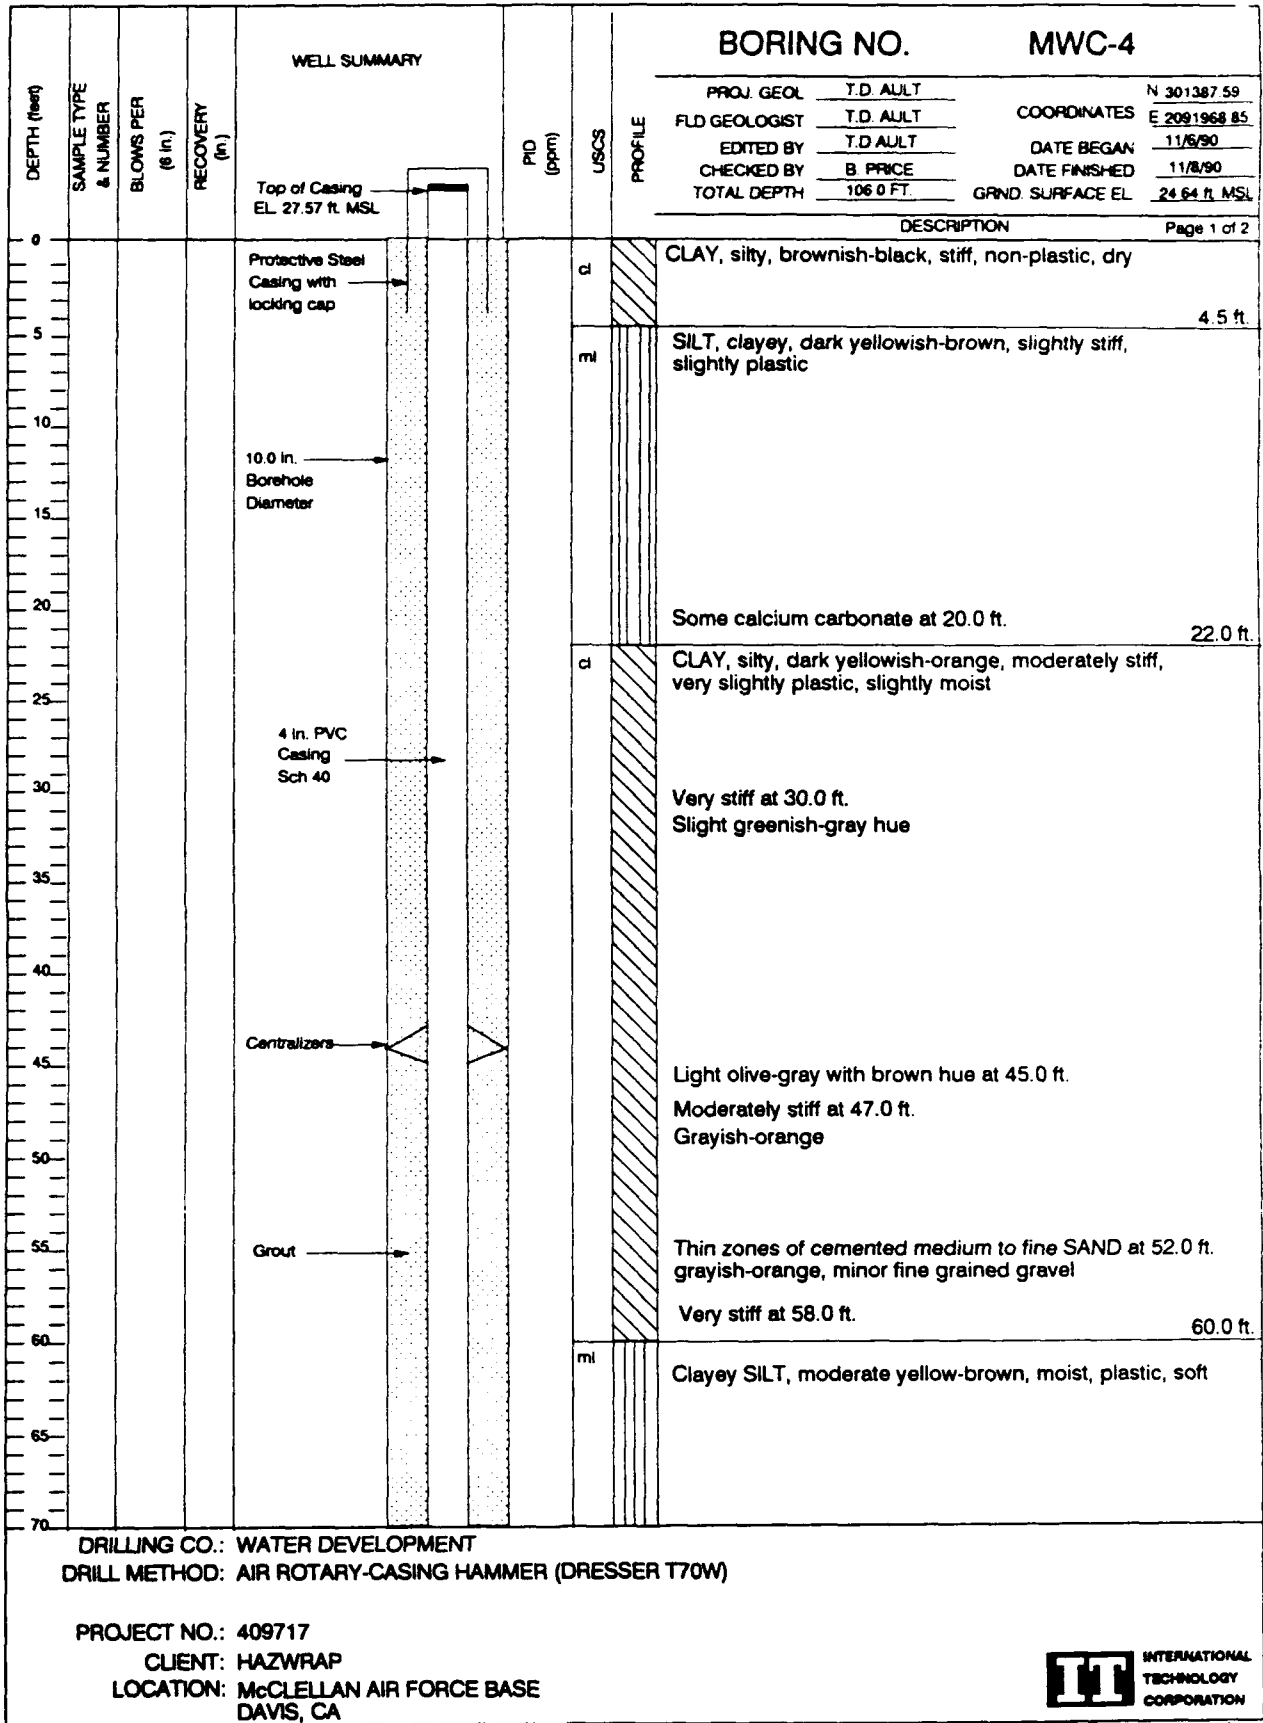 BORING NO. MWC-4
WELL SUMMARY
DEPTH (feet)
SAMPLE TYPE
& NUMBER
BLOWS PER
(6 in.)
RECOVERY
(in.)
PID
(ppm)
USCS
PROFILE
PROJ. GEOL T.D. AULT
FLD GEOLOGIST T.D. AULT
EDITED BY T.D AULT
CHECKED BY B. PRICE
TOTAL DEPTH 106 0 FT.
COORDINATES N 301387.59
E 2091968 85
DATE BEGAN 11/6/90
DATE FINISHED 11/8/90
GRND. SURFACE EL 24 64 ft. MSL
DESCRIPTION Page 1 of 2
Top of Casing
EL. 27.57 ft. MSL
0
Protective Steel
Casing with
locking cap
cl
CLAY, silty, brownish-black, stiff, non-plastic, dry
4.5 ft.
5
ml
SILT, clayey, dark yellowish-brown, slightly stiff,
slightly plastic
10
10.0 in.
Borehole
Diameter
15
20
Some calcium carbonate at 20.0 ft.
22.0 ft.
cl
CLAY, silty, dark yellowish-orange, moderately stiff,
very slightly plastic, slightly moist
25
4 in. PVC
Casing
Sch 40
30
Very stiff at 30.0 ft.
Slight greenish-gray hue
35
40
Centralizers
45
Light olive-gray with brown hue at 45.0 ft.
Moderately stiff at 47.0 ft.
Grayish-orange
50
55
Grout
Thin zones of cemented medium to fine SAND at 52.0 ft.
grayish-orange, minor fine grained gravel
Very stiff at 58.0 ft.
60.0 ft.
60
ml
Clayey SILT, moderate yellow-brown, moist, plastic, soft
65
70
DRILLING CO.: WATER DEVELOPMENT
DRILL METHOD: AIR ROTARY-CASING HAMMER (DRESSER T70W)
PROJECT NO.: 409717
CLIENT: HAZWRAP
LOCATION: McCLELLAN AIR FORCE BASE
DAVIS, CA
IT INTERNATIONAL
TECHNOLOGY
CORPORATION